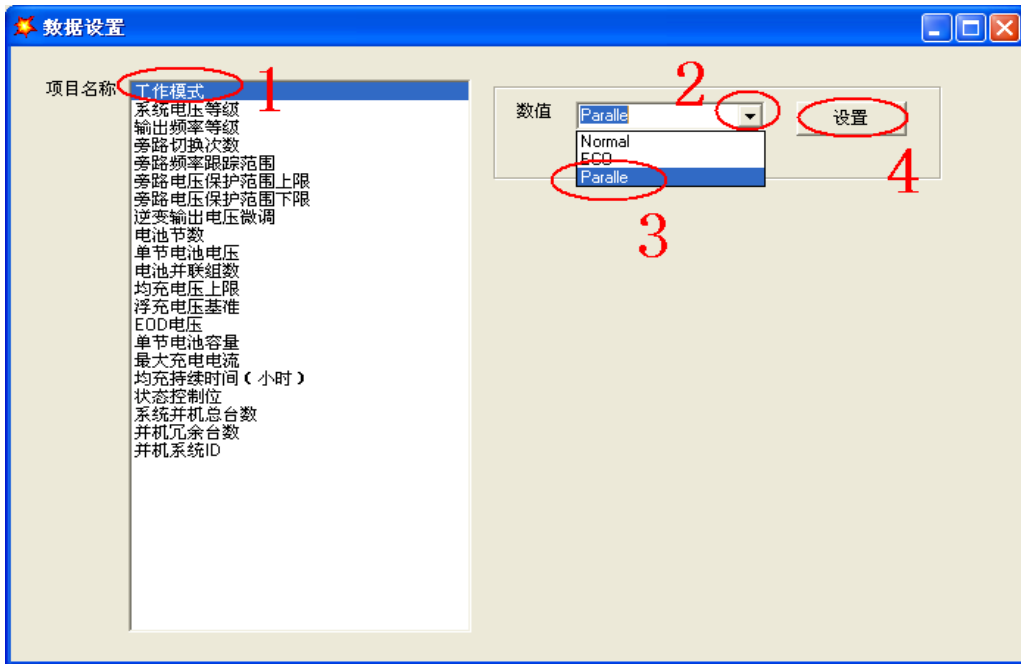 数据设置
项目名称
工作模式
系统电压等级
输出频率等级
旁路切换次数
旁路频率跟踪范围
旁路电压保护范围上限
旁路电压保护范围下限
逆变输出电压微调
电池节数
单节电池电压
电池并联组数
均充电压上限
浮充电压基准
EOD电压
单节电池容量
最大充电电流
均充持续时间(小时)
状态控制位
系统并机总台数
并机冗余台数
并机系统ID
1
数值
Paralle
2
设置
Normal
ECO
Paralle
3
4